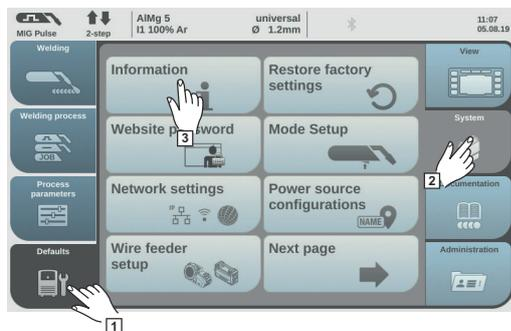 MIG Pulse
2-step
AlMg 5
I1 100% Ar
universal
Ø 1.2mm
11:07
05.08.19
Welding
Welding process
JOB
Process
parameters
Defaults
Information
Restore factory
settings
Website password
Mode Setup
Network settings
IP
Power source
configurations
NAME
Wire feeder
setup
Next page
View
System
Documentation
Administration
1
2
3